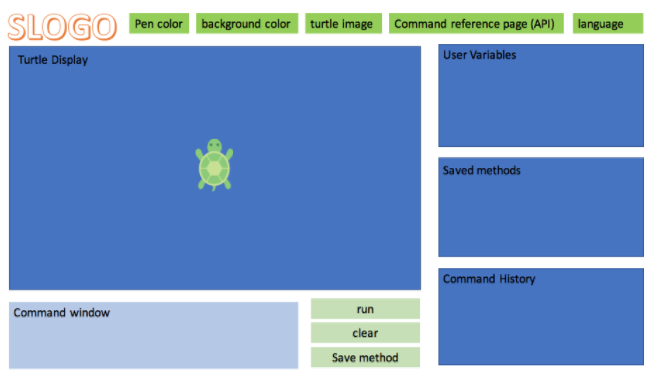 SLOGO
Pen color
background color
turtle image
Command reference page (API)
language
Turtle Display
User Variables
Saved methods
Command History
Command window
run
clear
Save method